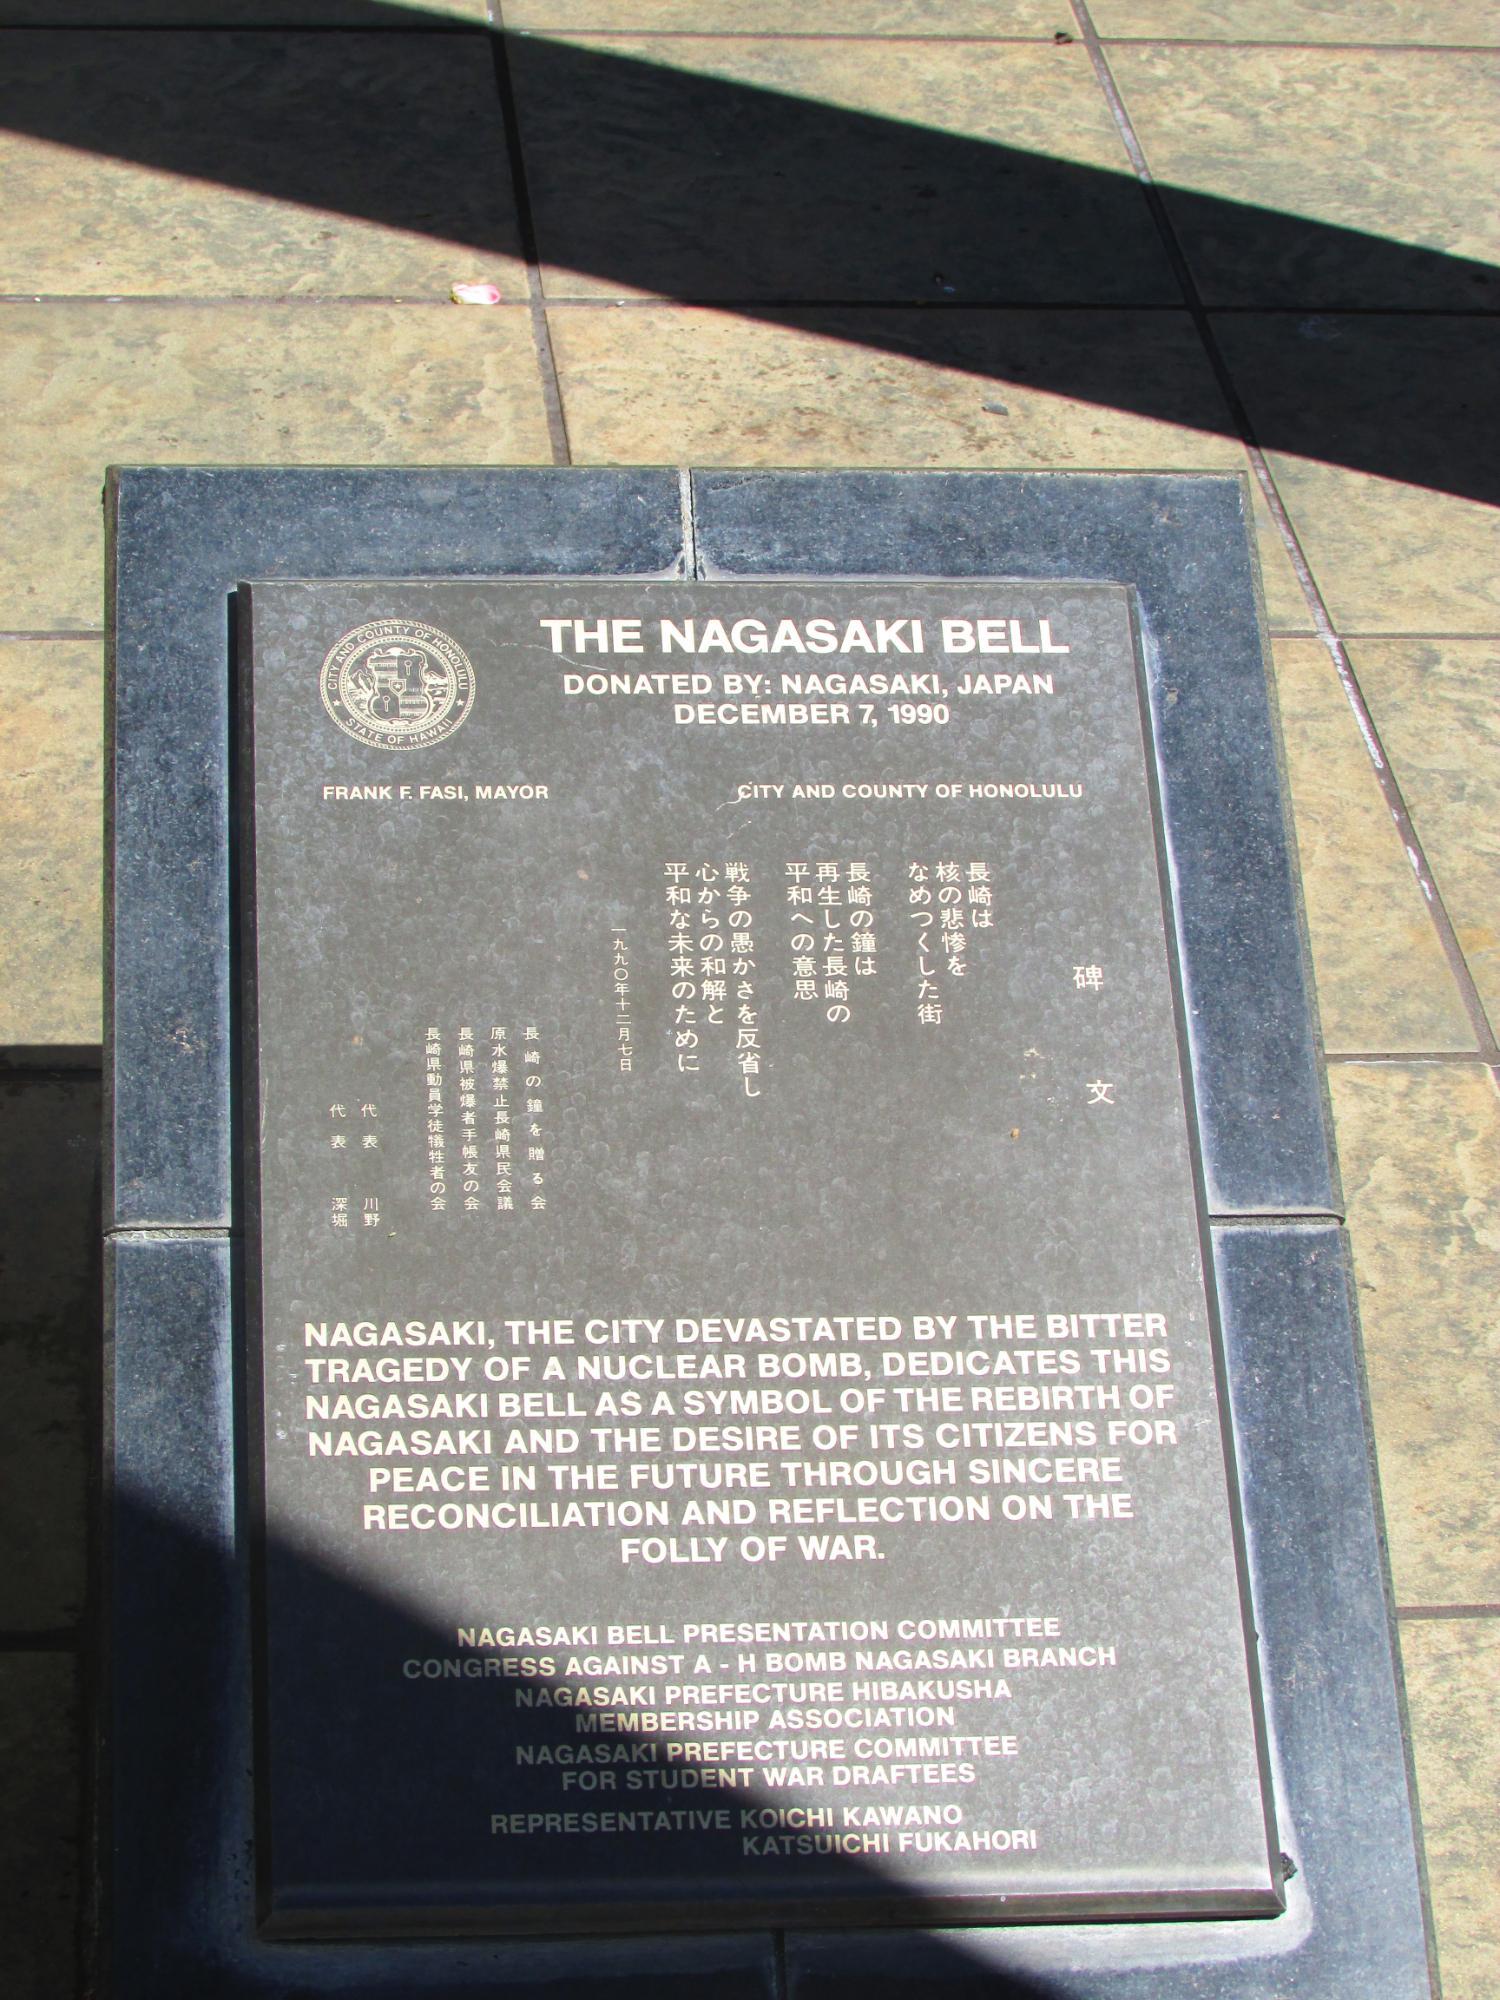 CITY AND COUNTY OF HONOLULU
STATE OF HAWAII
THE NAGASAKI BELL
DONATED BY: NAGASAKI, JAPAN
DECEMBER 7, 1990
FRANK F. FASI, MAYOR
CITY AND COUNTY OF HONOLULU
碑文
長崎は
核の悲惨を
なめつくした街
長崎の鐘は
再生した長崎の
平和への意思
戦争の愚かさを反省し
心からの和解と
平和な未来のために
一九九〇年十二月七日
長崎の鐘を贈る会
原水爆禁止長崎県民会議
長崎県被爆者手帳友の会
長崎県動員学徒犠牲者の会
代表 川野
代表 深堀
NAGASAKI, THE CITY DEVASTATED BY THE BITTER
TRAGEDY OF A NUCLEAR BOMB, DEDICATES THIS
NAGASAKI BELL AS A SYMBOL OF THE REBIRTH OF
NAGASAKI AND THE DESIRE OF ITS CITIZENS FOR
PEACE IN THE FUTURE THROUGH SINCERE
RECONCILIATION AND REFLECTION ON THE
FOLLY OF WAR.
NAGASAKI BELL PRESENTATION COMMITTEE
CONGRESS AGAINST A - H BOMB NAGASAKI BRANCH
NAGASAKI PREFECTURE HIBAKUSHA
MEMBERSHIP ASSOCIATION
NAGASAKI PREFECTURE COMMITTEE
FOR STUDENT WAR DRAFTEES
REPRESENTATIVE KOICHI KAWANO
KATSUICHI FUKAHORI